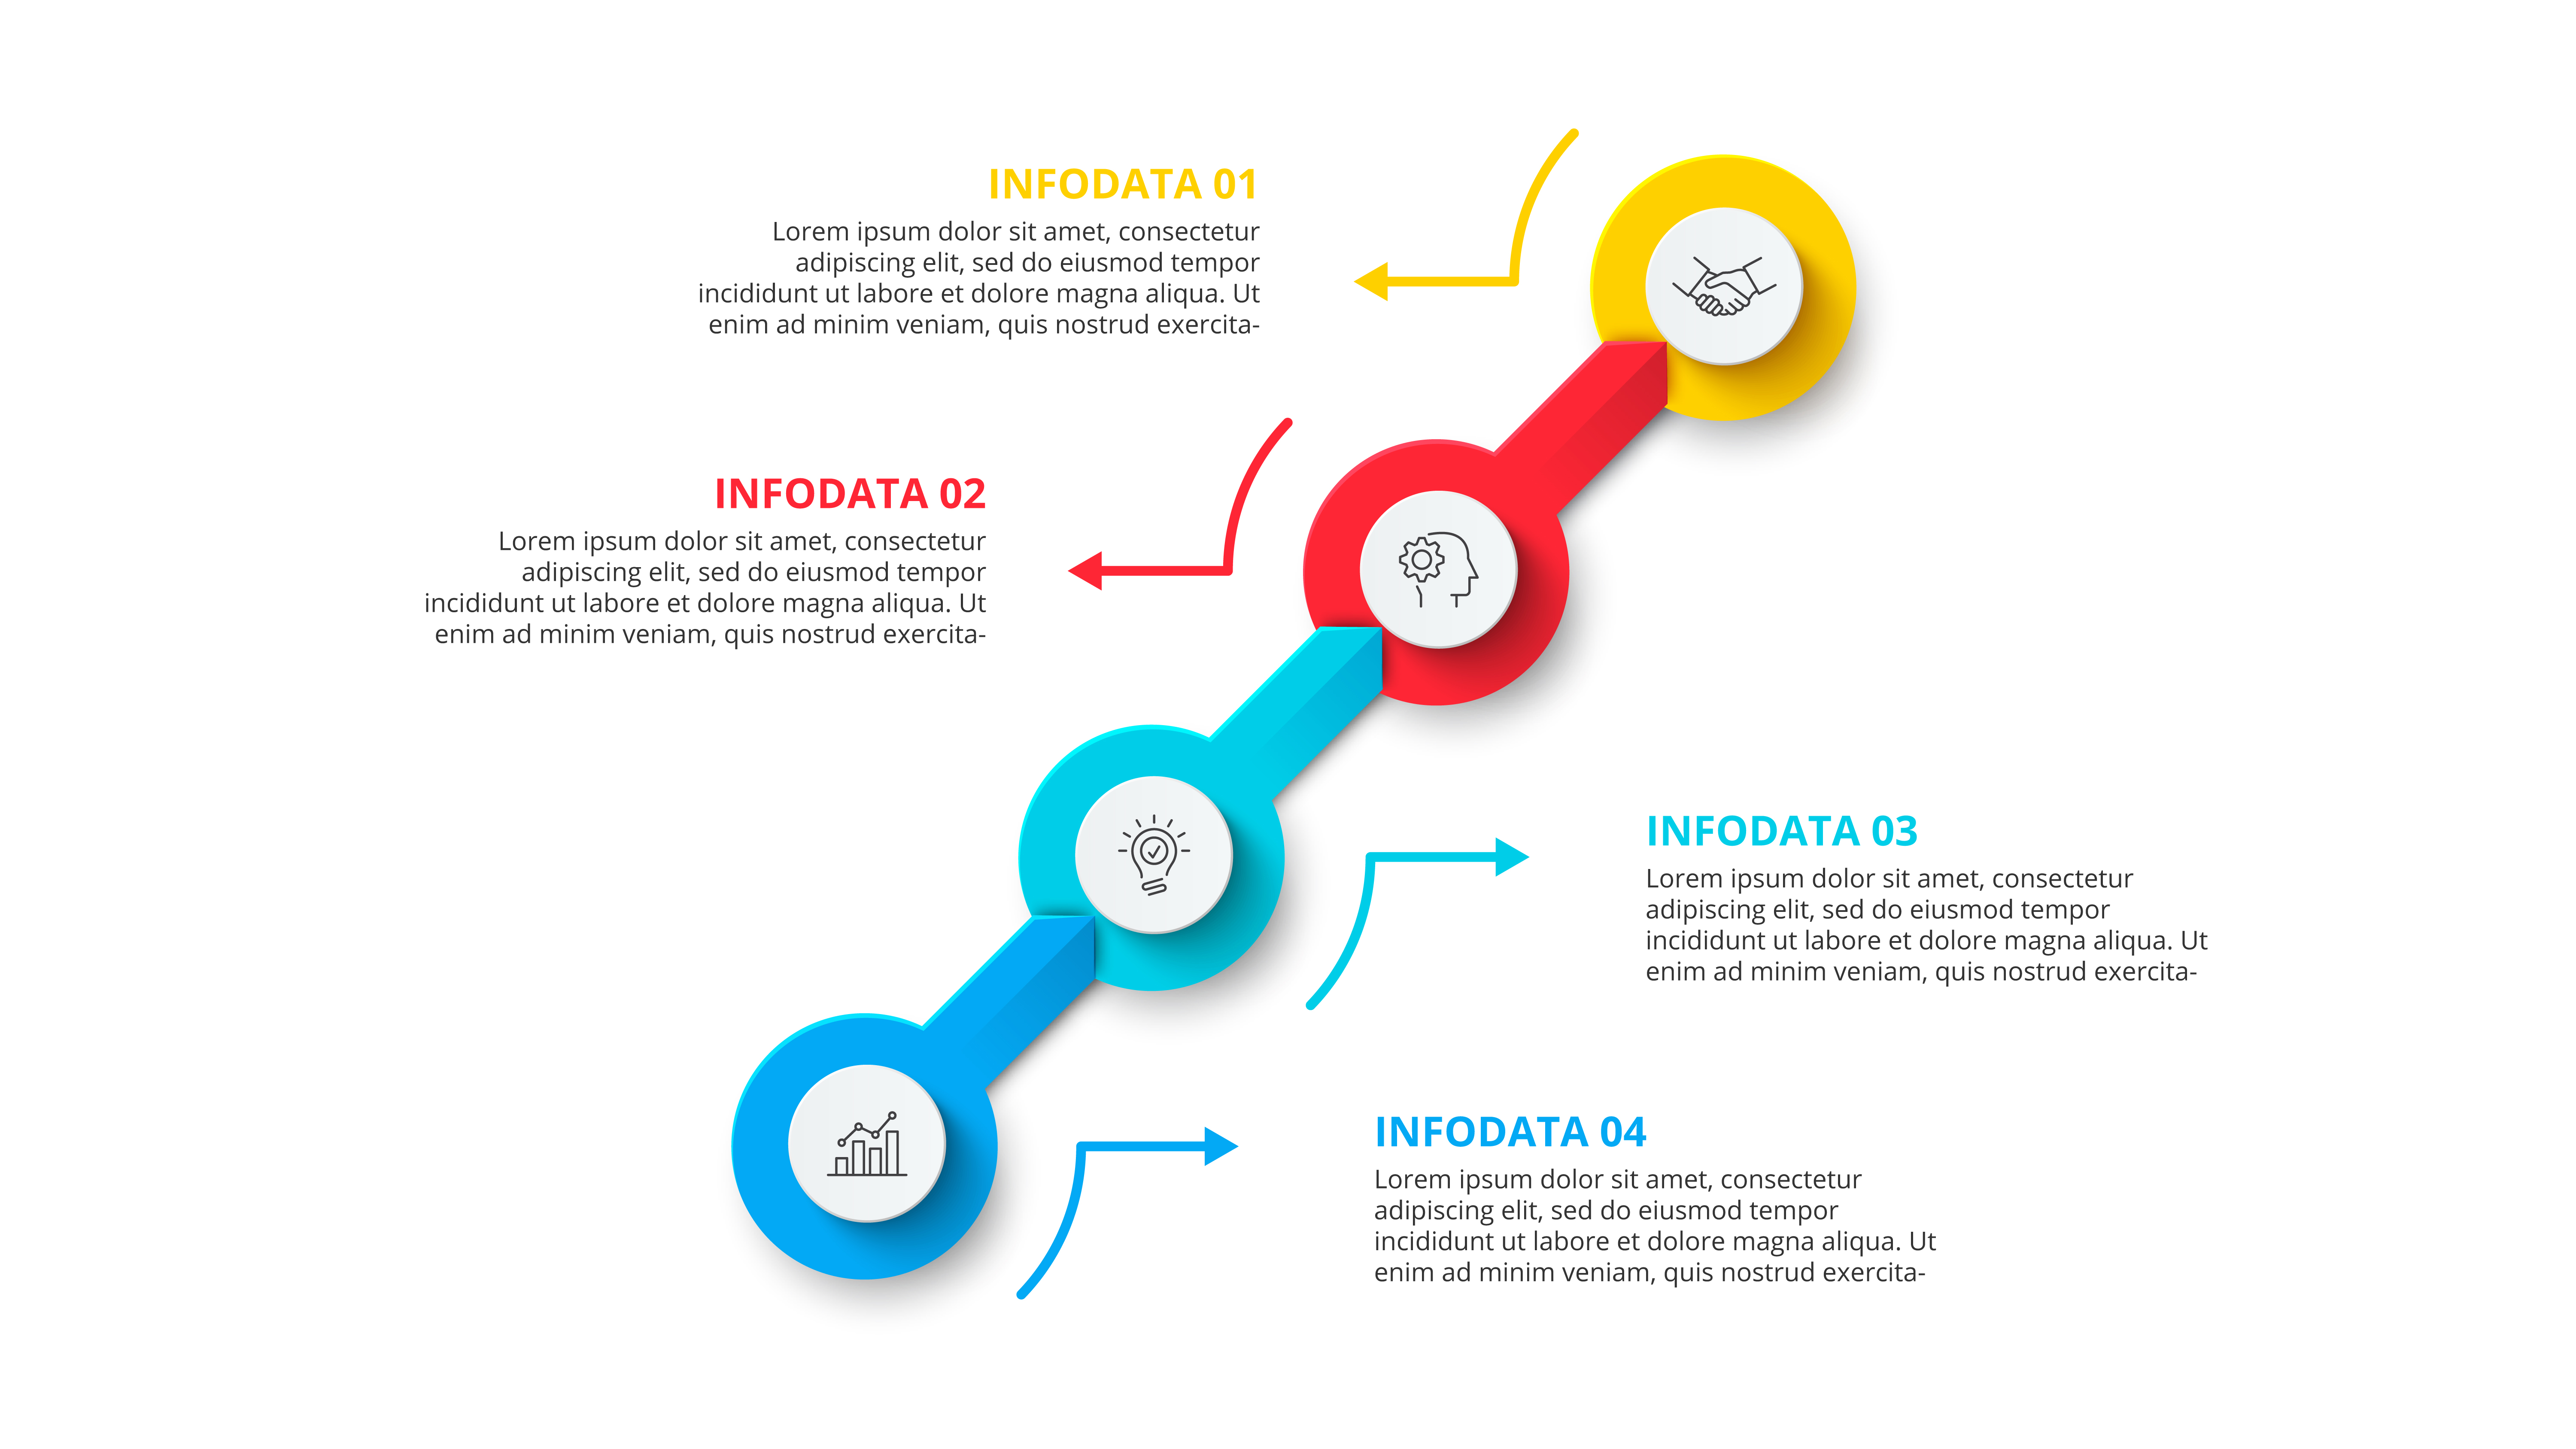 INFODATA 01
Lorem ipsum dolor sit amet, consectetur
adipiscing elit, sed do eiusmod tempor
incididunt ut labore et dolore magna aliqua. Ut
enim ad minim veniam, quis nostrud exercita-
INFODATA 02
Lorem ipsum dolor sit amet, consectetur
adipiscing elit, sed do eiusmod tempor
incididunt ut labore et dolore magna aliqua. Ut
enim ad minim veniam, quis nostrud exercita-
INFODATA 03
Lorem ipsum dolor sit amet, consectetur
adipiscing elit, sed do eiusmod tempor
incididunt ut labore et dolore magna aliqua. Ut
enim ad minim veniam, quis nostrud exercita-
INFODATA 04
Lorem ipsum dolor sit amet, consectetur
adipiscing elit, sed do eiusmod tempor
incididunt ut labore et dolore magna aliqua. Ut
enim ad minim veniam, quis nostrud exercita-